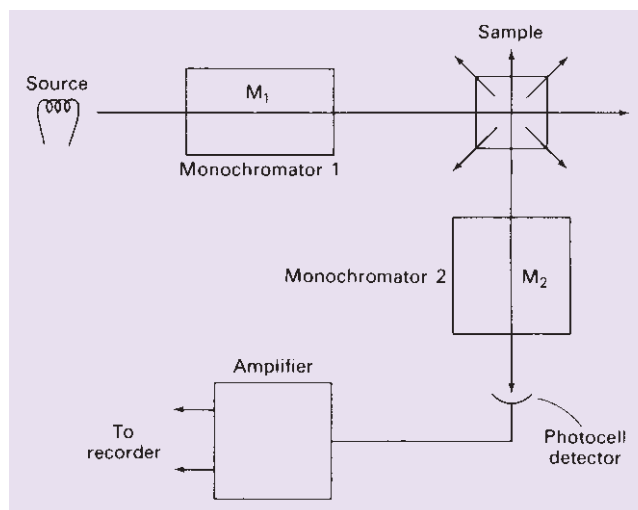 Sample
Source
M₁
Monochromator 1
Monochromator 2
M₂
Amplifier
To
recorder
Photocell
detector